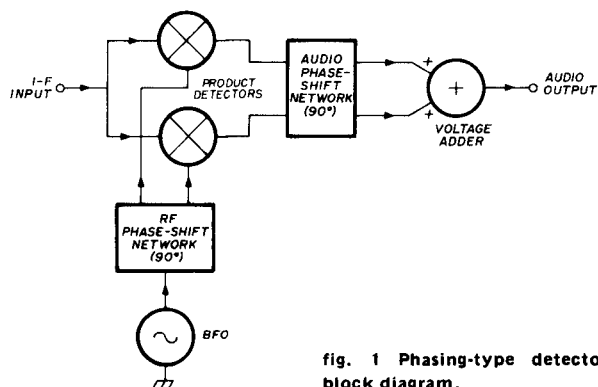 I-F
INPUT
PRODUCT
DETECTORS
AUDIO
PHASE-
SHIFT
NETWORK
(90°)
+
+
+
VOLTAGE
ADDER
AUDIO
OUTPUT
RF
PHASE-SHIFT
NETWORK
(90°)
BFO
fig. 1 Phasing-type detecto
block diagram.